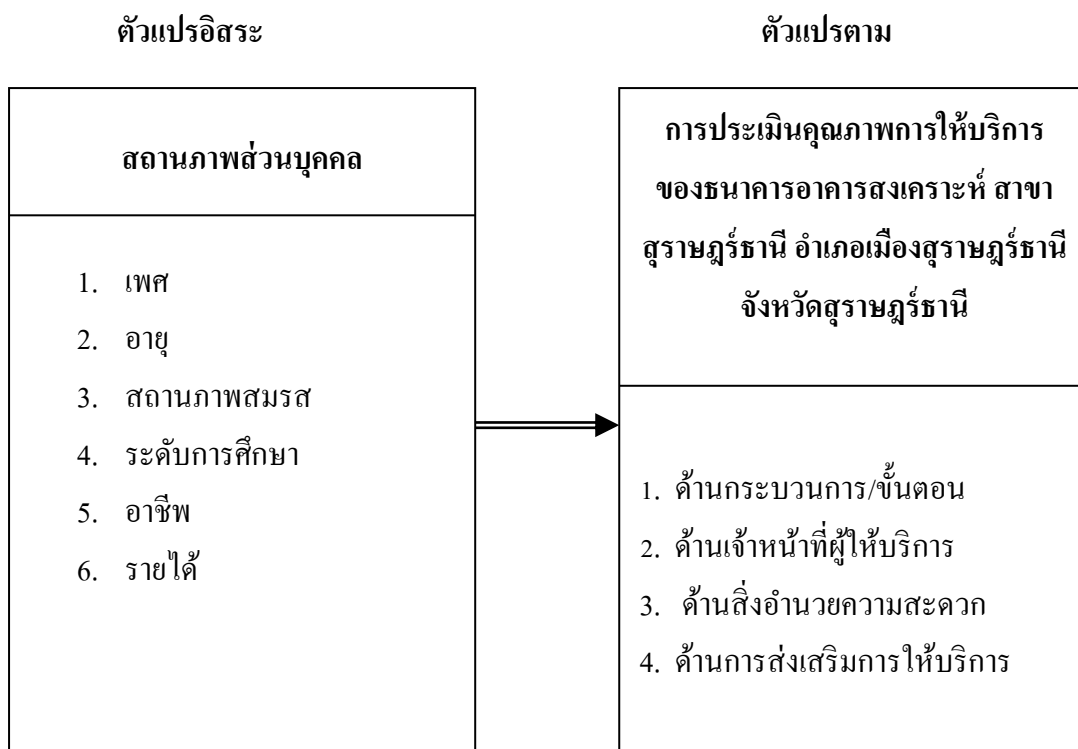 ตัวแปรอิสระ
ตัวแปรตาม
สถานภาพส่วนบุคคล
1. เพศ
2. อายุ
3. สถานภาพสมรส
4. ระดับการศึกษา
5. อาชีพ
6. รายได้
การประเมินคุณภาพการให้บริการ
ของธนาคารอาคารสงเคราะห์ สาขา
สุราษฎร์ธานี อำเภอเมืองสุราษฎร์ธานี
จังหวัดสุราษฎร์ธานี
1. ด้านกระบวนการ/ขั้นตอน
2. ด้านเจ้าหน้าที่ผู้ให้บริการ
3. ด้านสิ่งอำนวยความสะดวก
4. ด้านการส่งเสริมการให้บริการ